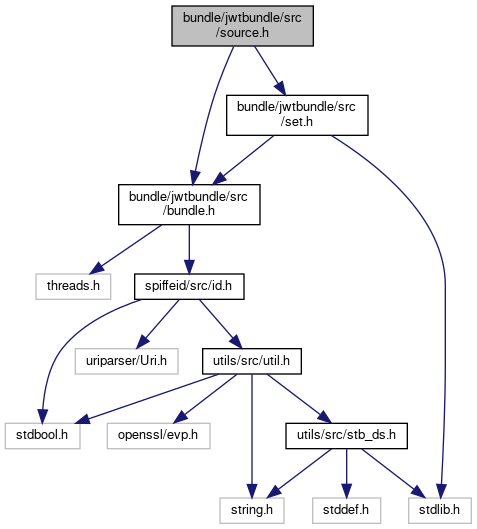 bundle/jwtbundle/src
/source.h
bundle/jwtbundle/src
/set.h
bundle/jwtbundle/src
/bundle.h
threads.h
spiffeid/src/id.h
uriparser/Uri.h
utils/src/util.h
stdbool.h
openssl/evp.h
utils/src/stb_ds.h
string.h
stddef.h
stdlib.h